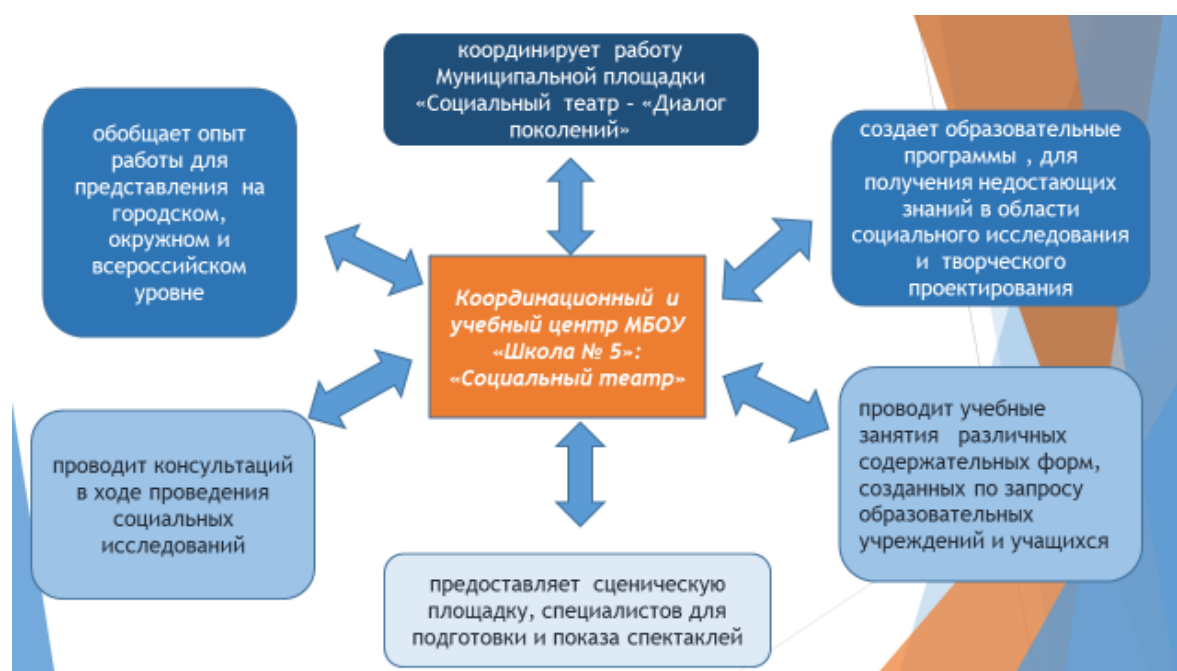 координирует работу
Муниципальной площадки
«Социальный театр – «Диалог
поколений»
обобщает опыт
работы для
представления на
городском,
окружном и
всероссийском
уровне
создает образовательные
программы , для
получения недостающих
знаний в области
социального исследования
и творческого
проектирования
Координационный и
учебный центр МБОУ
«Школа № 5»:
«Социальный театр»
проводит консультаций
в ходе проведения
социальных
исследований
проводит учебные
занятия различных
содержательных форм,
созданных по запросу
образовательных
учреждений и учащихся
предоставляет сценическую
площадку, специалистов для
подготовки и показа спектаклей